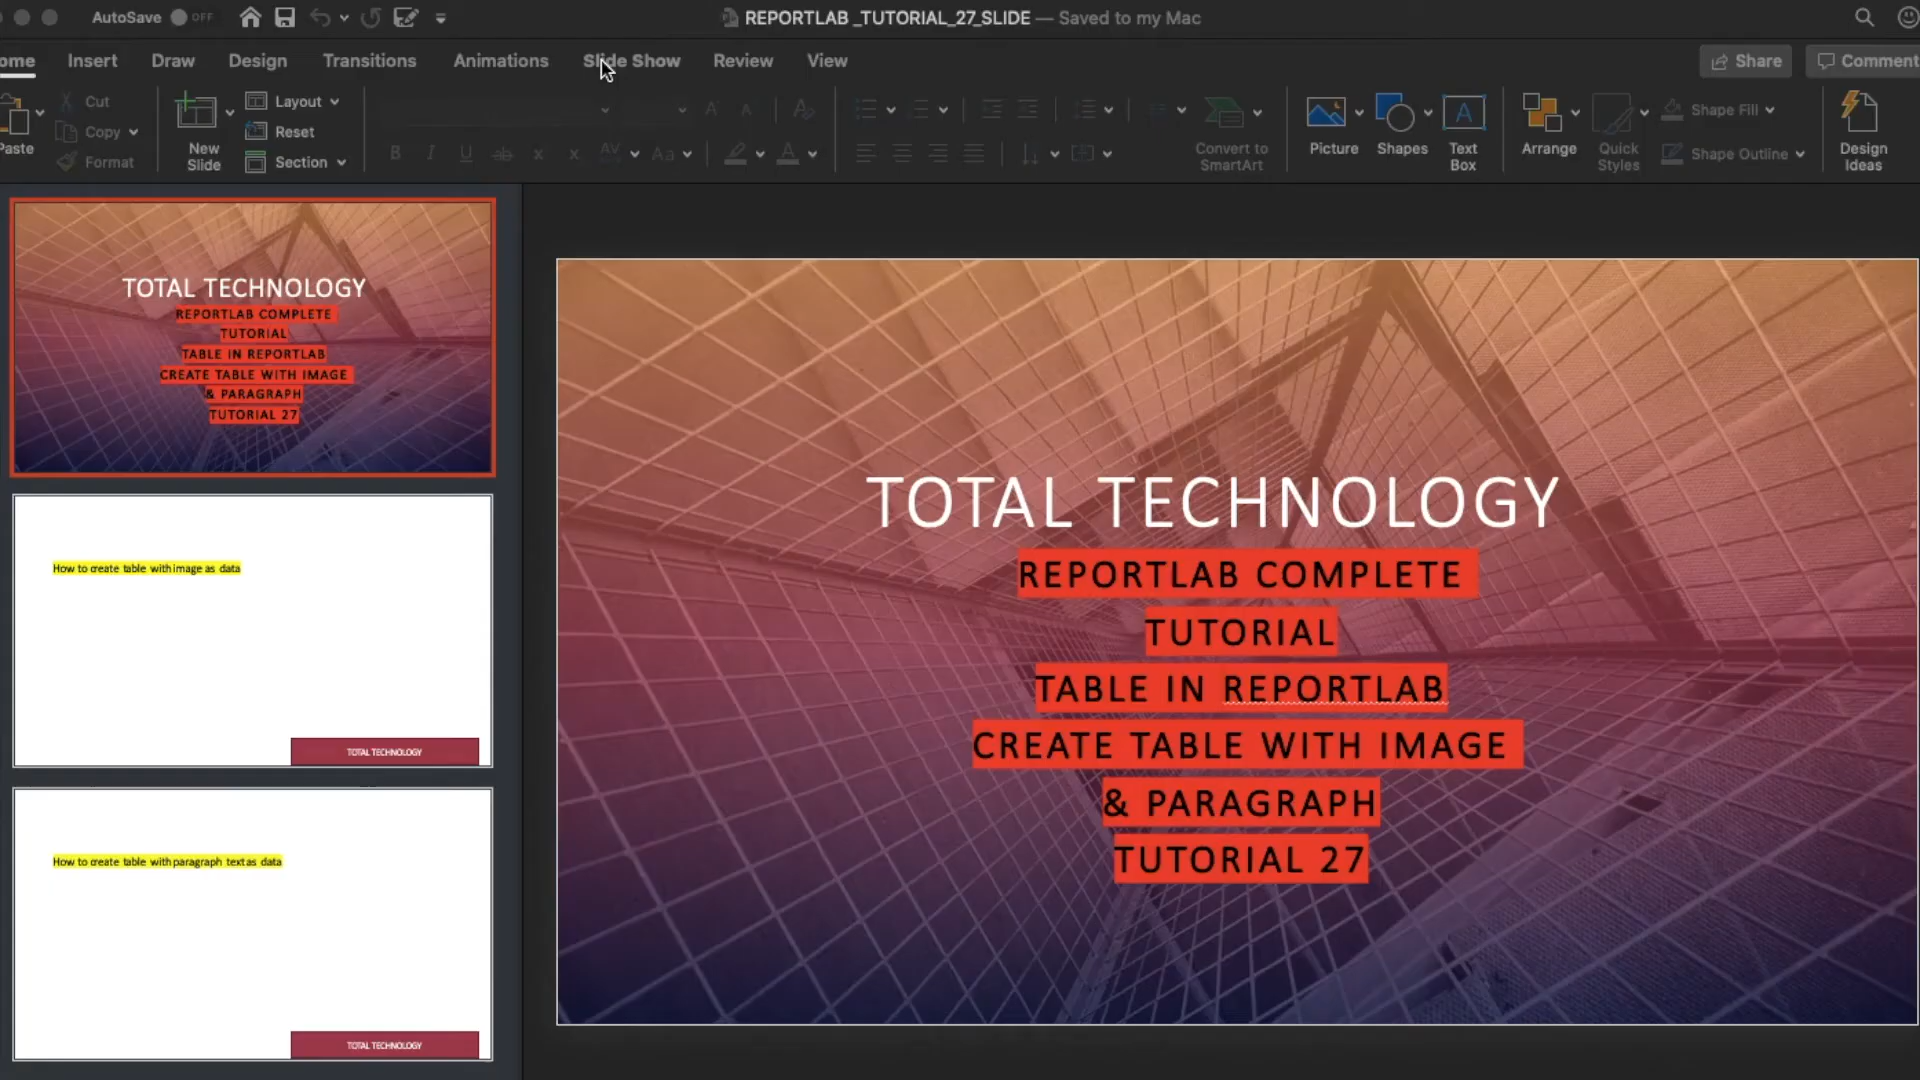 AutoSave OFF
REPORTLAB _TUTORIAL_27_SLIDE — Saved to my Mac
ome Insert Draw Design Transitions Animations Slide Show Review View Share Comment
Paste
Cut
Copy
Format
New
Slide
Layout
Reset
Section
Convert to
SmartArt
Picture
Shapes
Text
Box
Arrange
Quick
Styles
Shape Fill
Shape Outline
Design
Ideas
TOTAL TECHNOLOGY
REPORTLAB COMPLETE
TUTORIAL
TABLE IN REPORTLAB
CREATE TABLE WITH IMAGE
& PARAGRAPH
TUTORIAL 27
How to create table with image as data
TOTAL TECHNOLOGY
How to create table with paragraph text as data
TOTAL TECHNOLOGY
TOTAL TECHNOLOGY
REPORTLAB COMPLETE
TUTORIAL
TABLE IN REPORTLAB
CREATE TABLE WITH IMAGE
& PARAGRAPH
TUTORIAL 27